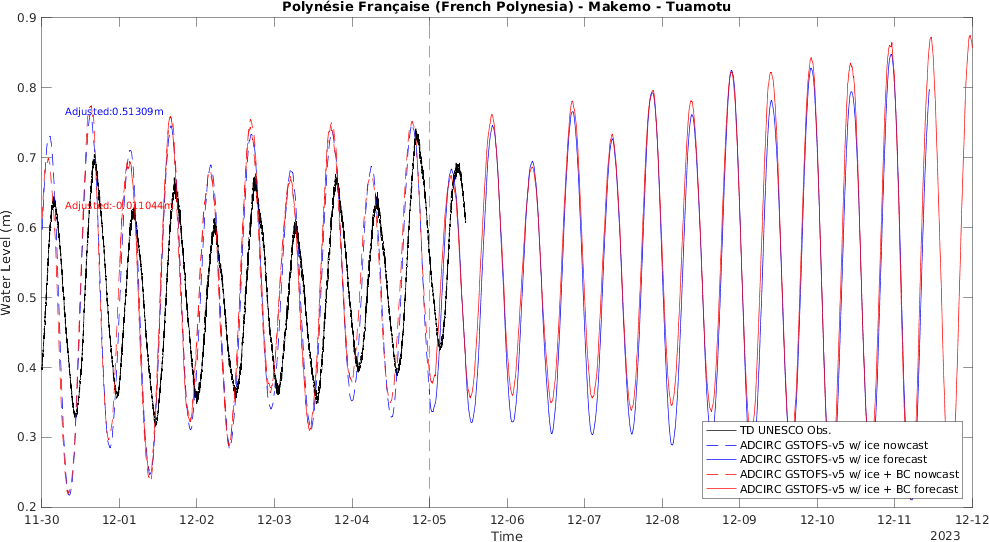 Polynésie Française (French Polynesia) - Makemo - Tuamotu
0.9
0.8
0.7
0.6
0.5
0.4
0.3
0.2
Water Level (m)
Adjusted:0.51309m
Adjusted:-0.011044m
TD UNESCO Obs.
ADCIRC GSTOFS-v5 w/ ice nowcast
ADCIRC GSTOFS-v5 w/ ice forecast
ADCIRC GSTOFS-v5 w/ ice + BC nowcast
ADCIRC GSTOFS-v5 w/ ice + BC forecast
11-30 12-01 12-02 12-03 12-04 12-05 12-06 12-07 12-08 12-09 12-10 12-11 12-12
Time
2023